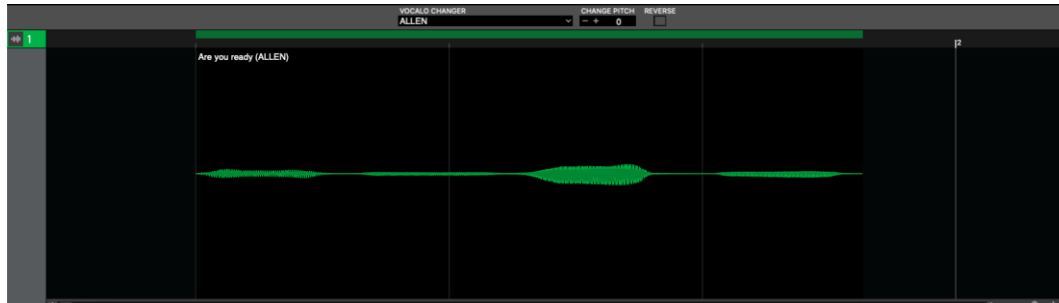 VOCALO CHANGER CHANGE PITCH REVERSE
ALLEN - + 0
1
2
Are you ready (ALLEN)